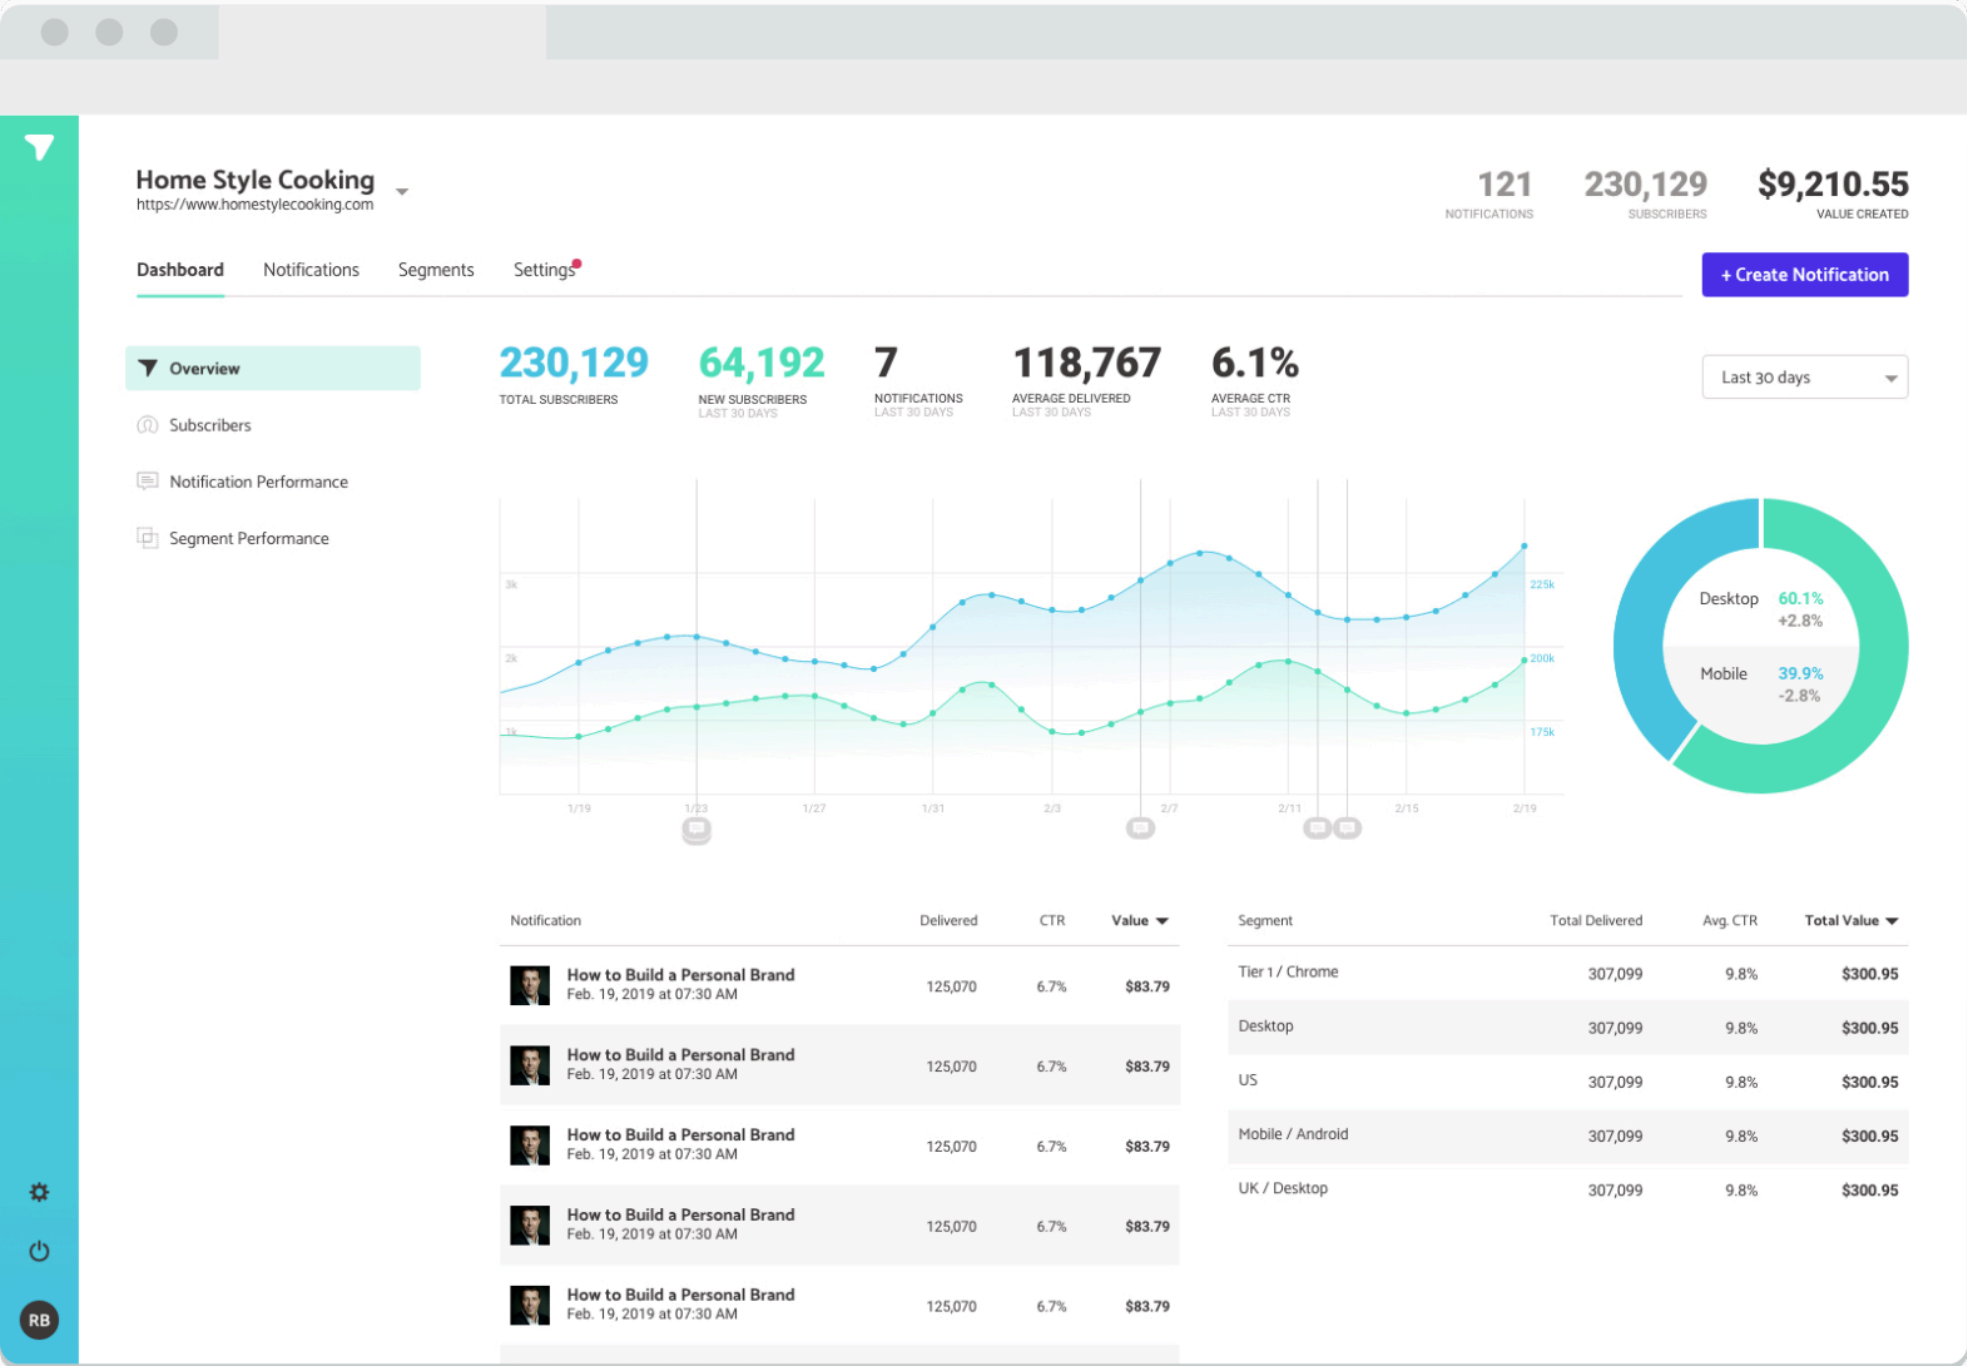 Home Style Cooking
https://www.homestylecooking.com
121
NOTIFICATIONS
230,129
SUBSCRIBERS
$9,210.55
VALUE CREATED
Dashboard
Notifications
Segments
Settings
+ Create Notification
Overview
Subscribers
Notification Performance
Segment Performance
230,129
TOTAL SUBSCRIBERS
64,192
NEW SUBSCRIBERS
LAST 30 DAYS
7
NOTIFICATIONS
LAST 30 DAYS
118,767
AVERAGE DELIVERED
LAST 30 DAYS
6.1%
AVERAGE CTR
LAST 30 DAYS
Last 30 days
3k
2k
1k
225k
200k
175k
1/19
1/23
1/27
1/31
2/3
2/7
2/11
2/15
2/19
Desktop 60.1%
+2.8%
Mobile 39.9%
-2.8%
Notification Delivered CTR Value
How to Build a Personal Brand
Feb. 19, 2019 at 07:30 AM
125,070 6.7% $83.79
How to Build a Personal Brand
Feb. 19, 2019 at 07:30 AM
125,070 6.7% $83.79
How to Build a Personal Brand
Feb. 19, 2019 at 07:30 AM
125,070 6.7% $83.79
How to Build a Personal Brand
Feb. 19, 2019 at 07:30 AM
125,070 6.7% $83.79
How to Build a Personal Brand
Feb. 19, 2019 at 07:30 AM
125,070 6.7% $83.79
Segment Total Delivered Avg. CTR Total Value
Tier 1 / Chrome 307,099 9.8% $300.95
Desktop 307,099 9.8% $300.95
US 307,099 9.8% $300.95
Mobile / Android 307,099 9.8% $300.95
UK / Desktop 307,099 9.8% $300.95
RB